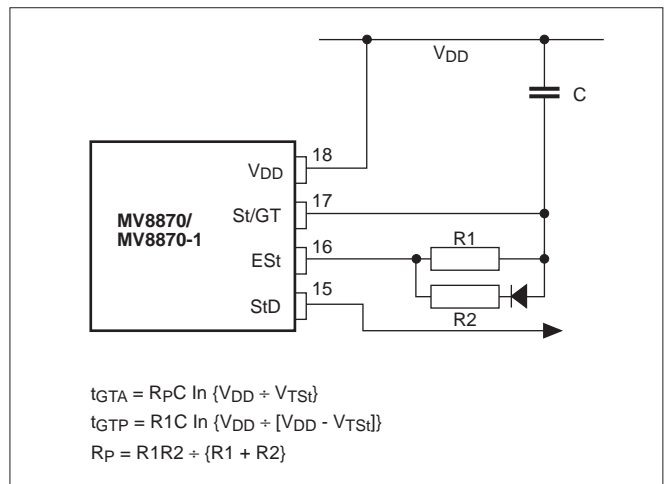 VDD
C
18
VDD
17
St/GT
MV8870/
MV8870-1
16
R1
ESt
15
StD
R2
tGTA = RPC In {VDD ÷ VTSt}
tGTP = R1C In {VDD ÷ [VDD - VTSt]}
RP = R1R2 ÷ {R1 + R2}